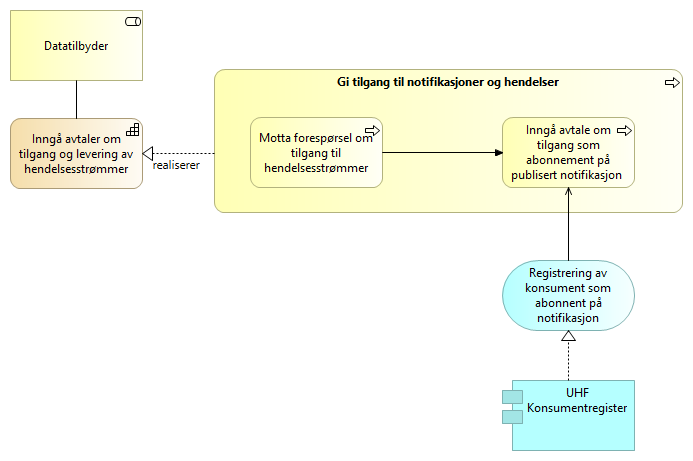 Datatilbyder
Gi tilgang til notifikasjoner og hendelser
Inngå avtaler om
tilgang og levering av
hendelsesstrømmer
realiserer
Motta forespørsel om
tilgang til
hendelsesstrømmer
Inngå avtale om
tilgang som
abonnement på
publisert notifikasjon
Registrering av
konsument som
abonnent på
notifikasjon
UHF
Konsumentregister